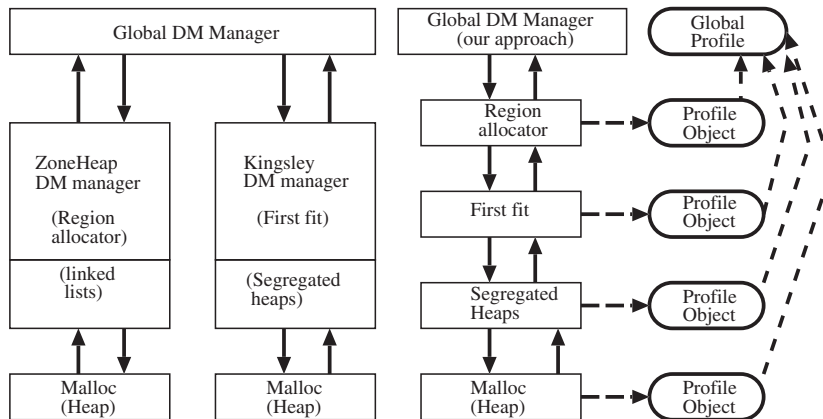 Global DM Manager
ZoneHeap
DM manager
(Region
allocator)
(linked
lists)
Malloc
(Heap)
Kingsley
DM manager
(First fit)
(Segregated
heaps)
Malloc
(Heap)
Global DM Manager
(our approach)
Region
allocator
First fit
Segregated
Heaps
Malloc
(Heap)
Global
Profile
Profile
Object
Profile
Object
Profile
Object
Profile
Object